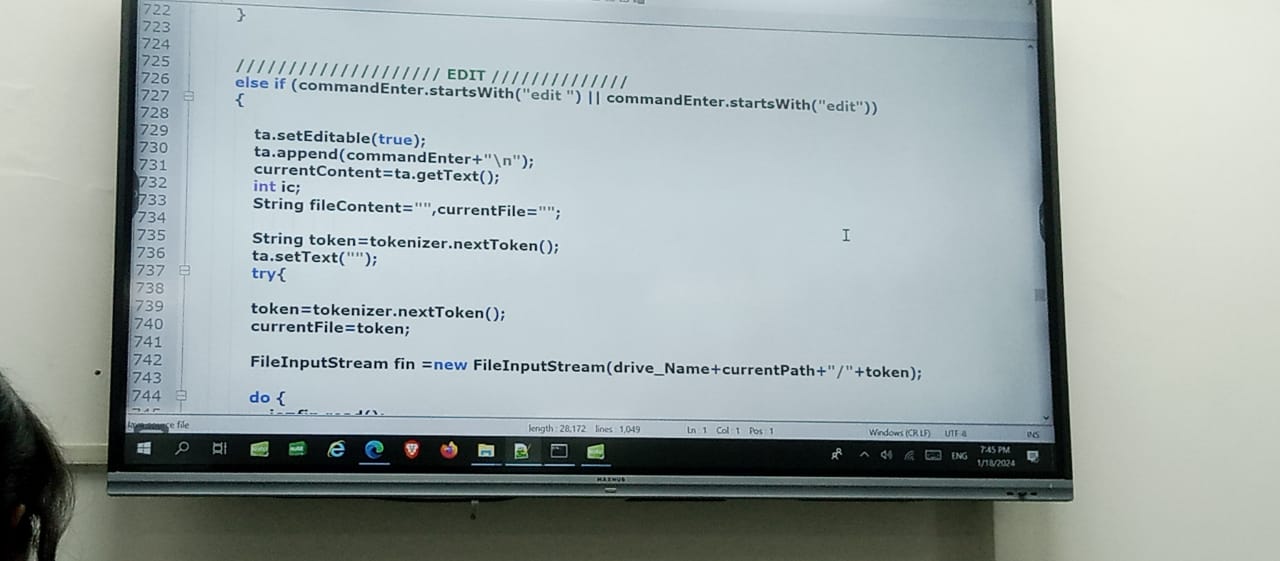 722
723 }
724
725
726 //////////////////// EDIT //////////////
727 else if (commandEnter.startsWith("edit ") || commandEnter.startsWith("edit"))
728 {
729
730 ta.setEditable(true);
731 ta.append(commandEnter+"\n");
732 currentContent=ta.getText();
733 int ic;
734 String fileContent="",currentFile="";
735
736 String token=tokenizer.nextToken();
737 ta.setText("");
738 try{
739
740 token=tokenizer.nextToken();
741 currentFile=token;
742
743 FileInputStream fin =new FileInputStream(drive_Name+currentPath+"/"+token);
744
do {
source file length : 28,172 lines : 1,049 Ln : 1 Col : 1 Pos : 1 Windows (CR LF) UTF-8 INS
ENG 7:45 PM
1/18/2024
MAXHUB